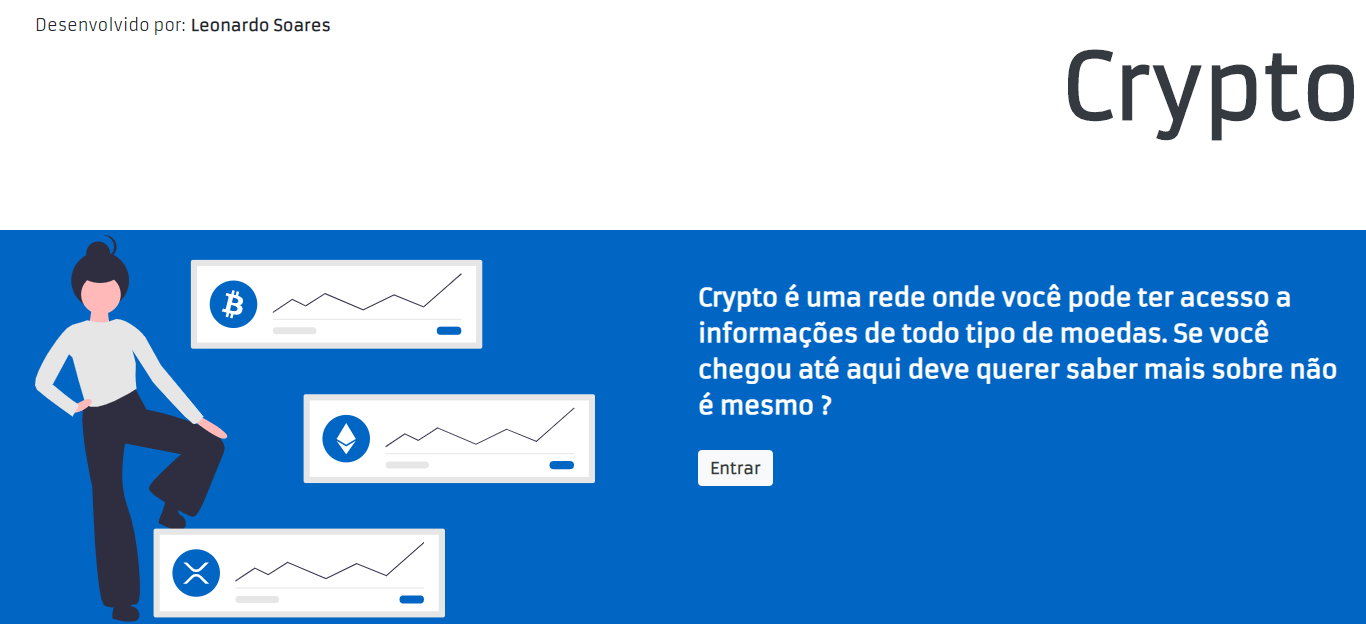 Desenvolvido por: Leonardo Soares
Crypto
Crypto é uma rede onde você pode ter acesso a
informações de todo tipo de moedas. Se você
chegou até aqui deve querer saber mais sobre não
é mesmo ?
Entrar